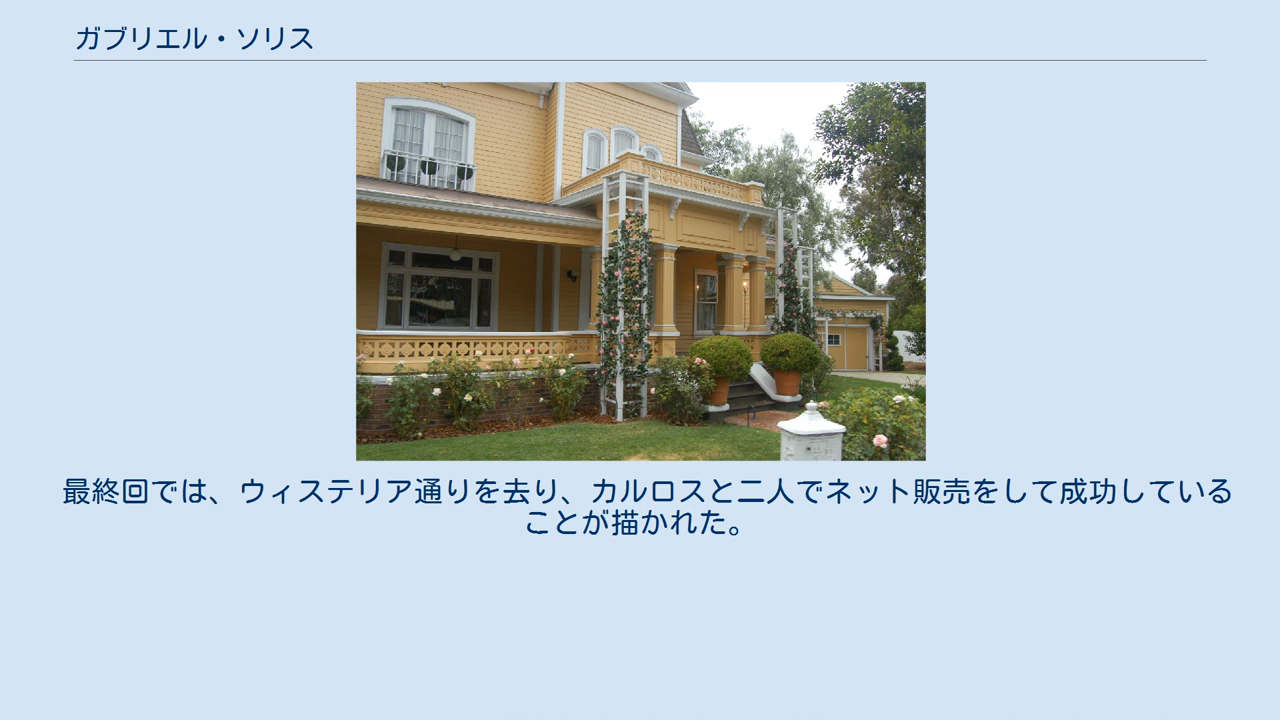 ガブリエル・ソリス
最終回では、ウィステリア通りを去り、カルロスと二人でネット販売をして成功している
ことが描かれた。